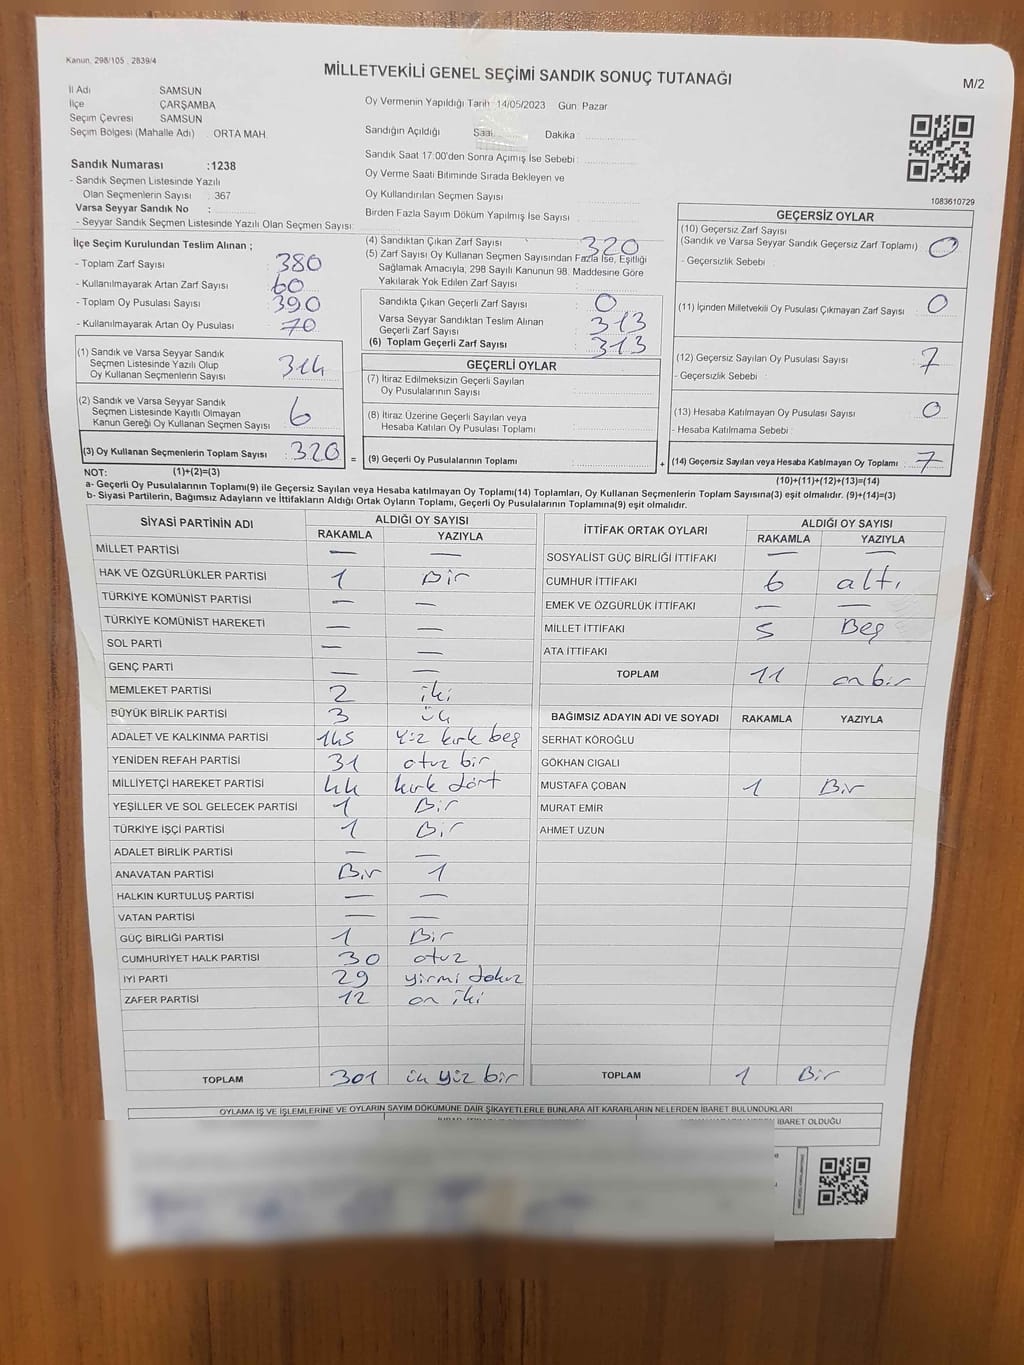 Kanun, 298/105 , 2839/4
MİLLETVEKİLİ GENEL SEÇİMİ SANDIK SONUÇ TUTANAĞI
M/2
İl Adı SAMSUN
İlçe ÇARŞAMBA
Seçim Çevresi SAMSUN
Seçim Bölgesi (Mahalle Adı) : ORTA MAH.
Oy Vermenin Yapıldığı Tarih 14/05/2023 Gün Pazar
Sandığın Açıldığı Saat Dakika :
Sandık Saat 17:00'den Sonra Açılmış İse Sebebi :
Oy Verme Saati Bitiminde Sırada Bekleyen ve
Oy Kullandırılan Seçmen Sayısı :
Birden Fazla Sayım Döküm Yapılmış İse Sayısı :
1083610729
Sandık Numarası :1238
- Sandık Seçmen Listesinde Yazılı
Olan Seçmenlerin Sayısı : 367
Varsa Seyyar Sandık No :
- Seyyar Sandık Seçmen Listesinde Yazılı Olan Seçmen Sayısı:
İlçe Seçim Kurulundan Teslim Alınan ;
- Toplam Zarf Sayısı : 380
- Kullanılmayarak Artan Zarf Sayısı : 60
- Toplam Oy Pusulası Sayısı : 390
- Kullanılmayarak Artan Oy Pusulası : 70
(1) Sandık ve Varsa Seyyar Sandık
Seçmen Listesinde Yazılı Olup
Oy Kullanan Seçmenlerin Sayısı : 314
(2) Sandık ve Varsa Seyyar Sandık
Seçmen Listesinde Kayıtlı Olmayan
Kanun Gereği Oy Kullanan Seçmen Sayısı : 6
(3) Oy Kullanan Seçmenlerin Toplam Sayısı : 320 =
(4) Sandıktan Çıkan Zarf Sayısı : 320
(5) Zarf Sayısı Oy Kullanan Seçmen Sayısından Fazla İse, Eşitliği
Sağlamak Amacıyla, 298 Sayılı Kanunun 98. Maddesine Göre
Yakılarak Yok Edilen Zarf Sayısı :
Sandıkta Çıkan Geçerli Zarf Sayısı : 0
Varsa Seyyar Sandıktan Teslim Alınan
Geçerli Zarf Sayısı : 313
(6) Toplam Geçerli Zarf Sayısı : 313
GEÇERLİ OYLAR
(7) İtiraz Edilmeksizin Geçerli Sayılan
Oy Pusulalarının Sayısı :
(8) İtiraz Üzerine Geçerli Sayılan veya
Hesaba Katılan Oy Pusulası Toplamı :
(9) Geçerli Oy Pusulalarının Toplamı : +
GEÇERSİZ OYLAR
(10) Geçersiz Zarf Sayısı
(Sandık ve Varsa Seyyar Sandık Geçersiz Zarf Toplamı) : 0
- Geçersizlik Sebebi :
(11) İçinden Milletvekili Oy Pusulası Çıkmayan Zarf Sayısı : 0
(12) Geçersiz Sayılan Oy Pusulası Sayısı : 7
- Geçersizlik Sebebi :
(13) Hesaba Katılmayan Oy Pusulası Sayısı : 0
- Hesaba Katılmama Sebebi :
(14) Geçersiz Sayılan veya Hesaba Katılmayan Oy Toplamı : 7
NOT: (1)+(2)=(3) (10)+(11)+(12)+(13)=(14)
a- Geçerli Oy Pusulalarının Toplamı(9) ile Geçersiz Sayılan veya Hesaba katılmayan Oy Toplamı(14) Toplamları, Oy Kullanan Seçmenlerin Toplam Sayısına(3) eşit olmalıdır. (9)+(14)=(3)
b- Siyasi Partilerin, Bağımsız Adayların ve İttifakların Aldığı Ortak Oyların Toplamı, Geçerli Oy Pusulalarının Toplamına(9) eşit olmalıdır.
SİYASİ PARTİNİN ADI ALDIĞI OY SAYISI
RAKAMLA YAZIYLA
MİLLET PARTİSİ — —
HAK VE ÖZGÜRLÜKLER PARTİSİ 1 Bir
TÜRKİYE KOMÜNİST PARTİSİ — —
TÜRKİYE KOMÜNİST HAREKETİ — —
SOL PARTİ — —
GENÇ PARTİ — —
MEMLEKET PARTİSİ 2 iki
BÜYÜK BİRLİK PARTİSİ 3 üç
ADALET VE KALKINMA PARTİSİ 145 Yüz kırk beş
YENİDEN REFAH PARTİSİ 31 otuz bir
MİLLİYETÇİ HAREKET PARTİSİ 44 kırk dört
YEŞİLLER VE SOL GELECEK PARTİSİ 1 Bir
TÜRKİYE İŞÇİ PARTİSİ 1 Bir
ADALET BİRLİK PARTİSİ — —
ANAVATAN PARTİSİ Bir 1
HALKIN KURTULUŞ PARTİSİ — —
VATAN PARTİSİ — —
GÜÇ BİRLİĞİ PARTİSİ 1 Bir
CUMHURİYET HALK PARTİSİ 30 otuz
İYİ PARTİ 29 yirmi dokuz
ZAFER PARTİSİ 12 on iki
TOPLAM 301 üç yüz bir
İTTİFAK ORTAK OYLARI ALDIĞI OY SAYISI
RAKAMLA YAZIYLA
SOSYALİST GÜÇ BİRLİĞİ İTTİFAKI — —
CUMHUR İTTİFAKI 6 altı
EMEK VE ÖZGÜRLÜK İTTİFAKI — —
MİLLET İTTİFAKI 5 Beş
ATA İTTİFAKI
TOPLAM 11 on bir
BAĞIMSIZ ADAYIN ADI VE SOYADI RAKAMLA YAZIYLA
SERHAT KÖROĞLU
GÖKHAN CIGALI
MUSTAFA ÇOBAN 1 Bir
MURAT EMİR
AHMET UZUN
TOPLAM 1 Bir
OYLAMA İŞ VE İŞLEMLERİNE VE OYLARIN SAYIM DÖKÜMÜNE DAİR ŞİKAYETLERLE BUNLARA AİT KARARLARIN NELERDEN İBARET BULUNDUKLARI
İBARET OLDUĞU